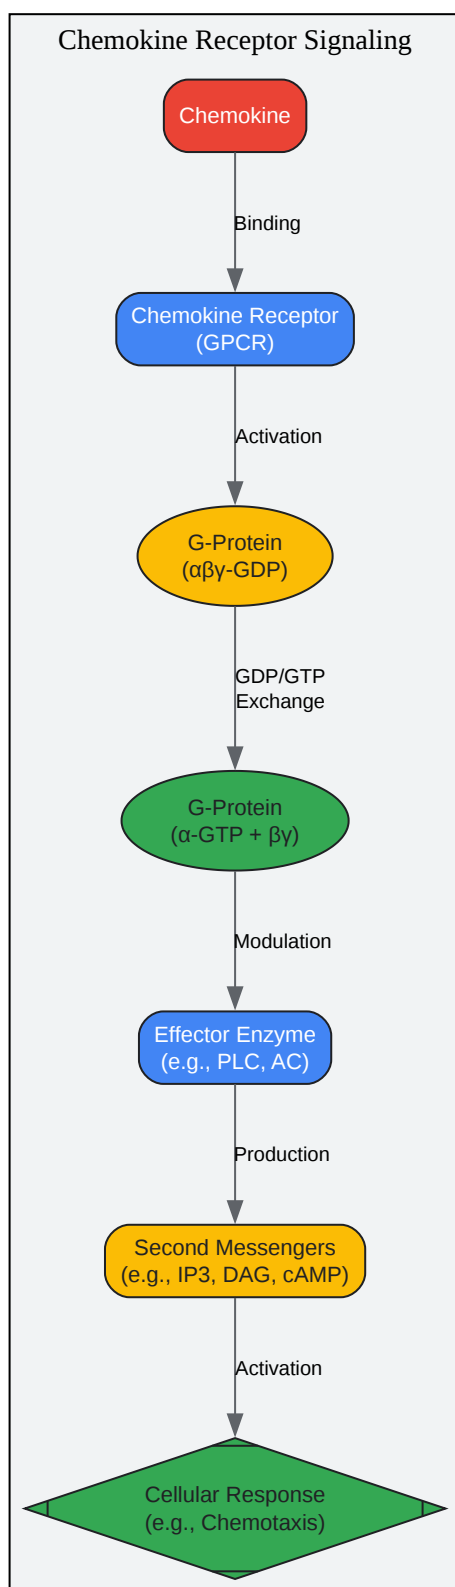 Chemokine Receptor Signaling
Chemokine
Binding
Chemokine Receptor
(GPCR)
Activation
G-Protein
(αβγ-GDP)
GDP/GTP
Exchange
G-Protein
(α-GTP + βγ)
Modulation
Effector Enzyme
(e.g., PLC, AC)
Production
Second Messengers
(e.g., IP3, DAG, cAMP)
Activation
Cellular Response
(e.g., Chemotaxis)